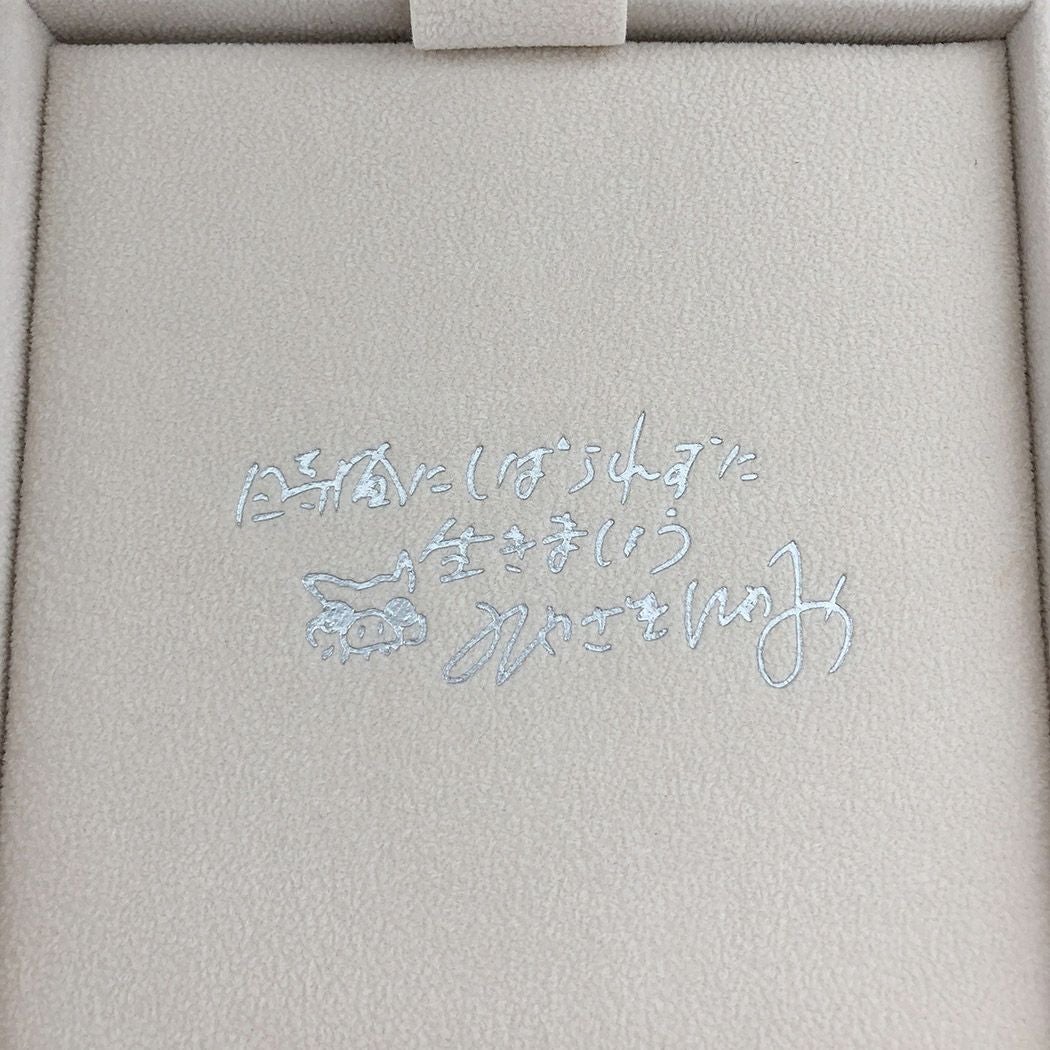 時間にしばられずに
生きましょう
みやざきはやお